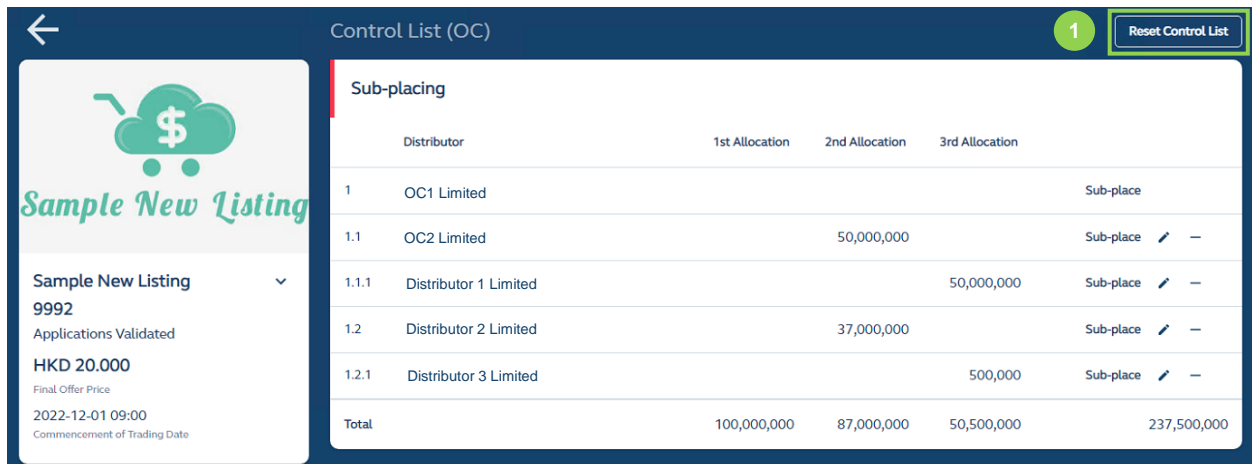 Control List (OC)
1
Reset Control List
$
Sample New Listing
Sample New Listing
9992
Applications Validated
HKD 20.000
Final Offer Price
2022-12-01 09:00
Commencement of Trading Date
Sub-placing
Distributor 1st Allocation 2nd Allocation 3rd Allocation
1 OC1 Limited Sub-place
1.1 OC2 Limited 50,000,000 Sub-place
1.1.1 Distributor 1 Limited 50,000,000 Sub-place
1.2 Distributor 2 Limited 37,000,000 Sub-place
1.2.1 Distributor 3 Limited 500,000 Sub-place
Total 100,000,000 87,000,000 50,500,000 237,500,000